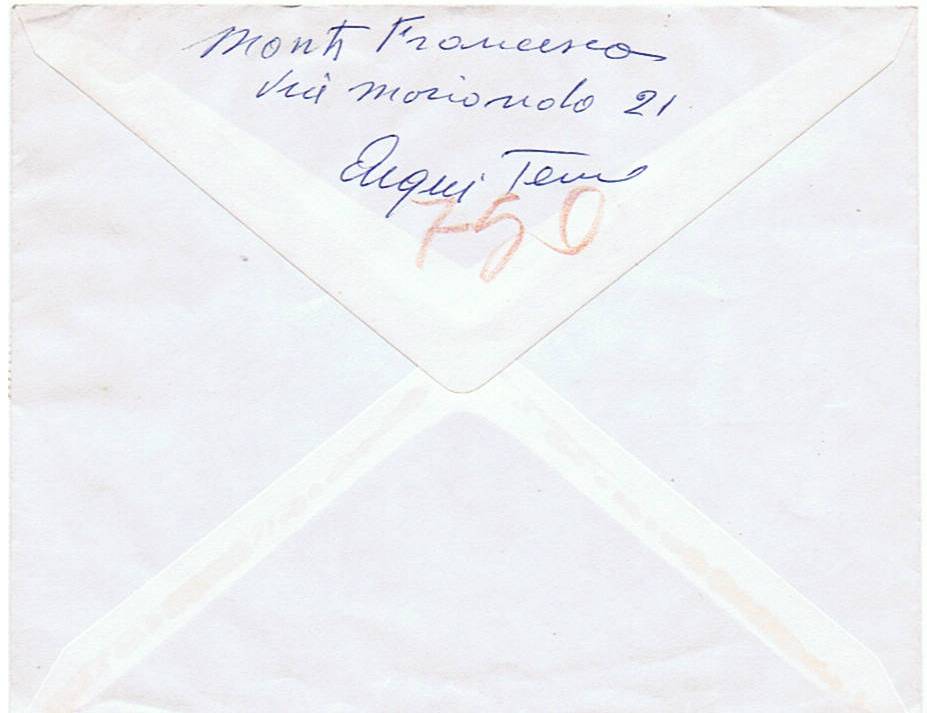 Monti Francesco
Via Moriondo 21
Acqui Terme
750